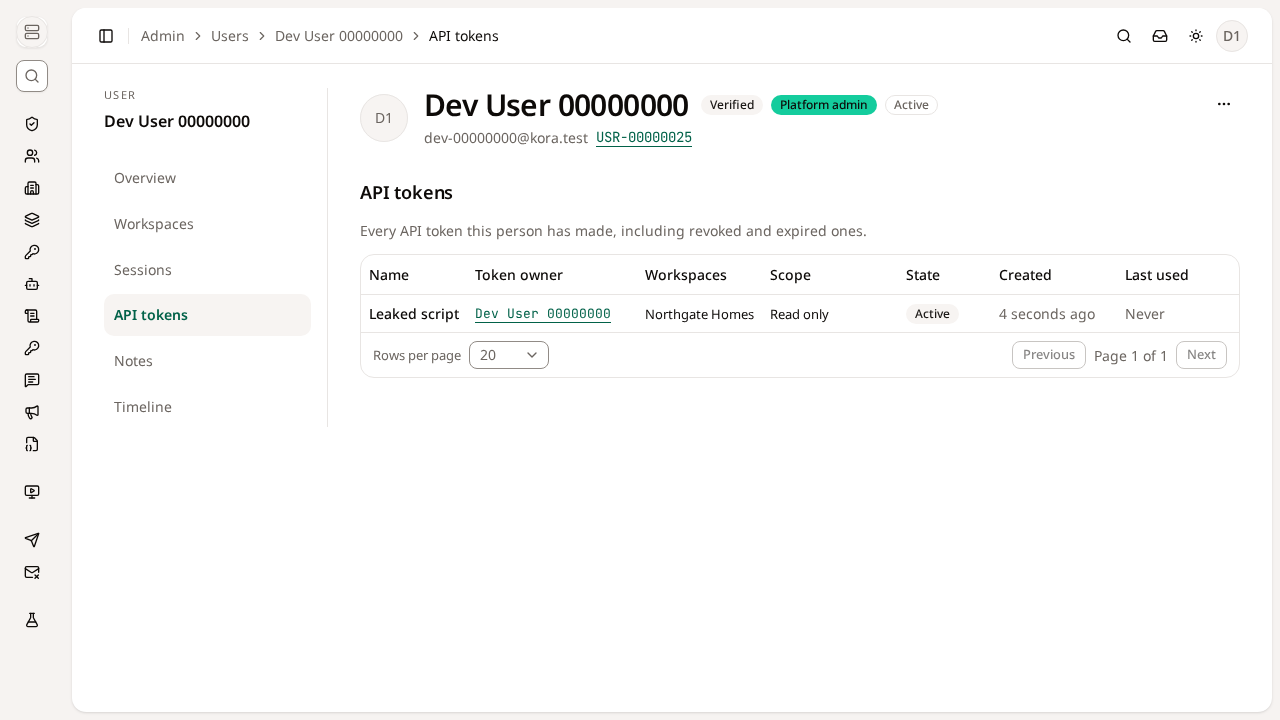 Admin
Users
Dev User 00000000
API tokens
D1
USER
Dev User 00000000
Overview
Workspaces
Sessions
API tokens
Notes
Timeline
D1
Dev User 00000000
Verified
Platform admin
Active
dev-00000000@kora.test USR-00000025
API tokens
Every API token this person has made, including revoked and expired ones.
Name Token owner Workspaces Scope State Created Last used
Leaked script Dev User 00000000 Northgate Homes Read only Active 4 seconds ago Never
Rows per page 20 Previous Page 1 of 1 Next